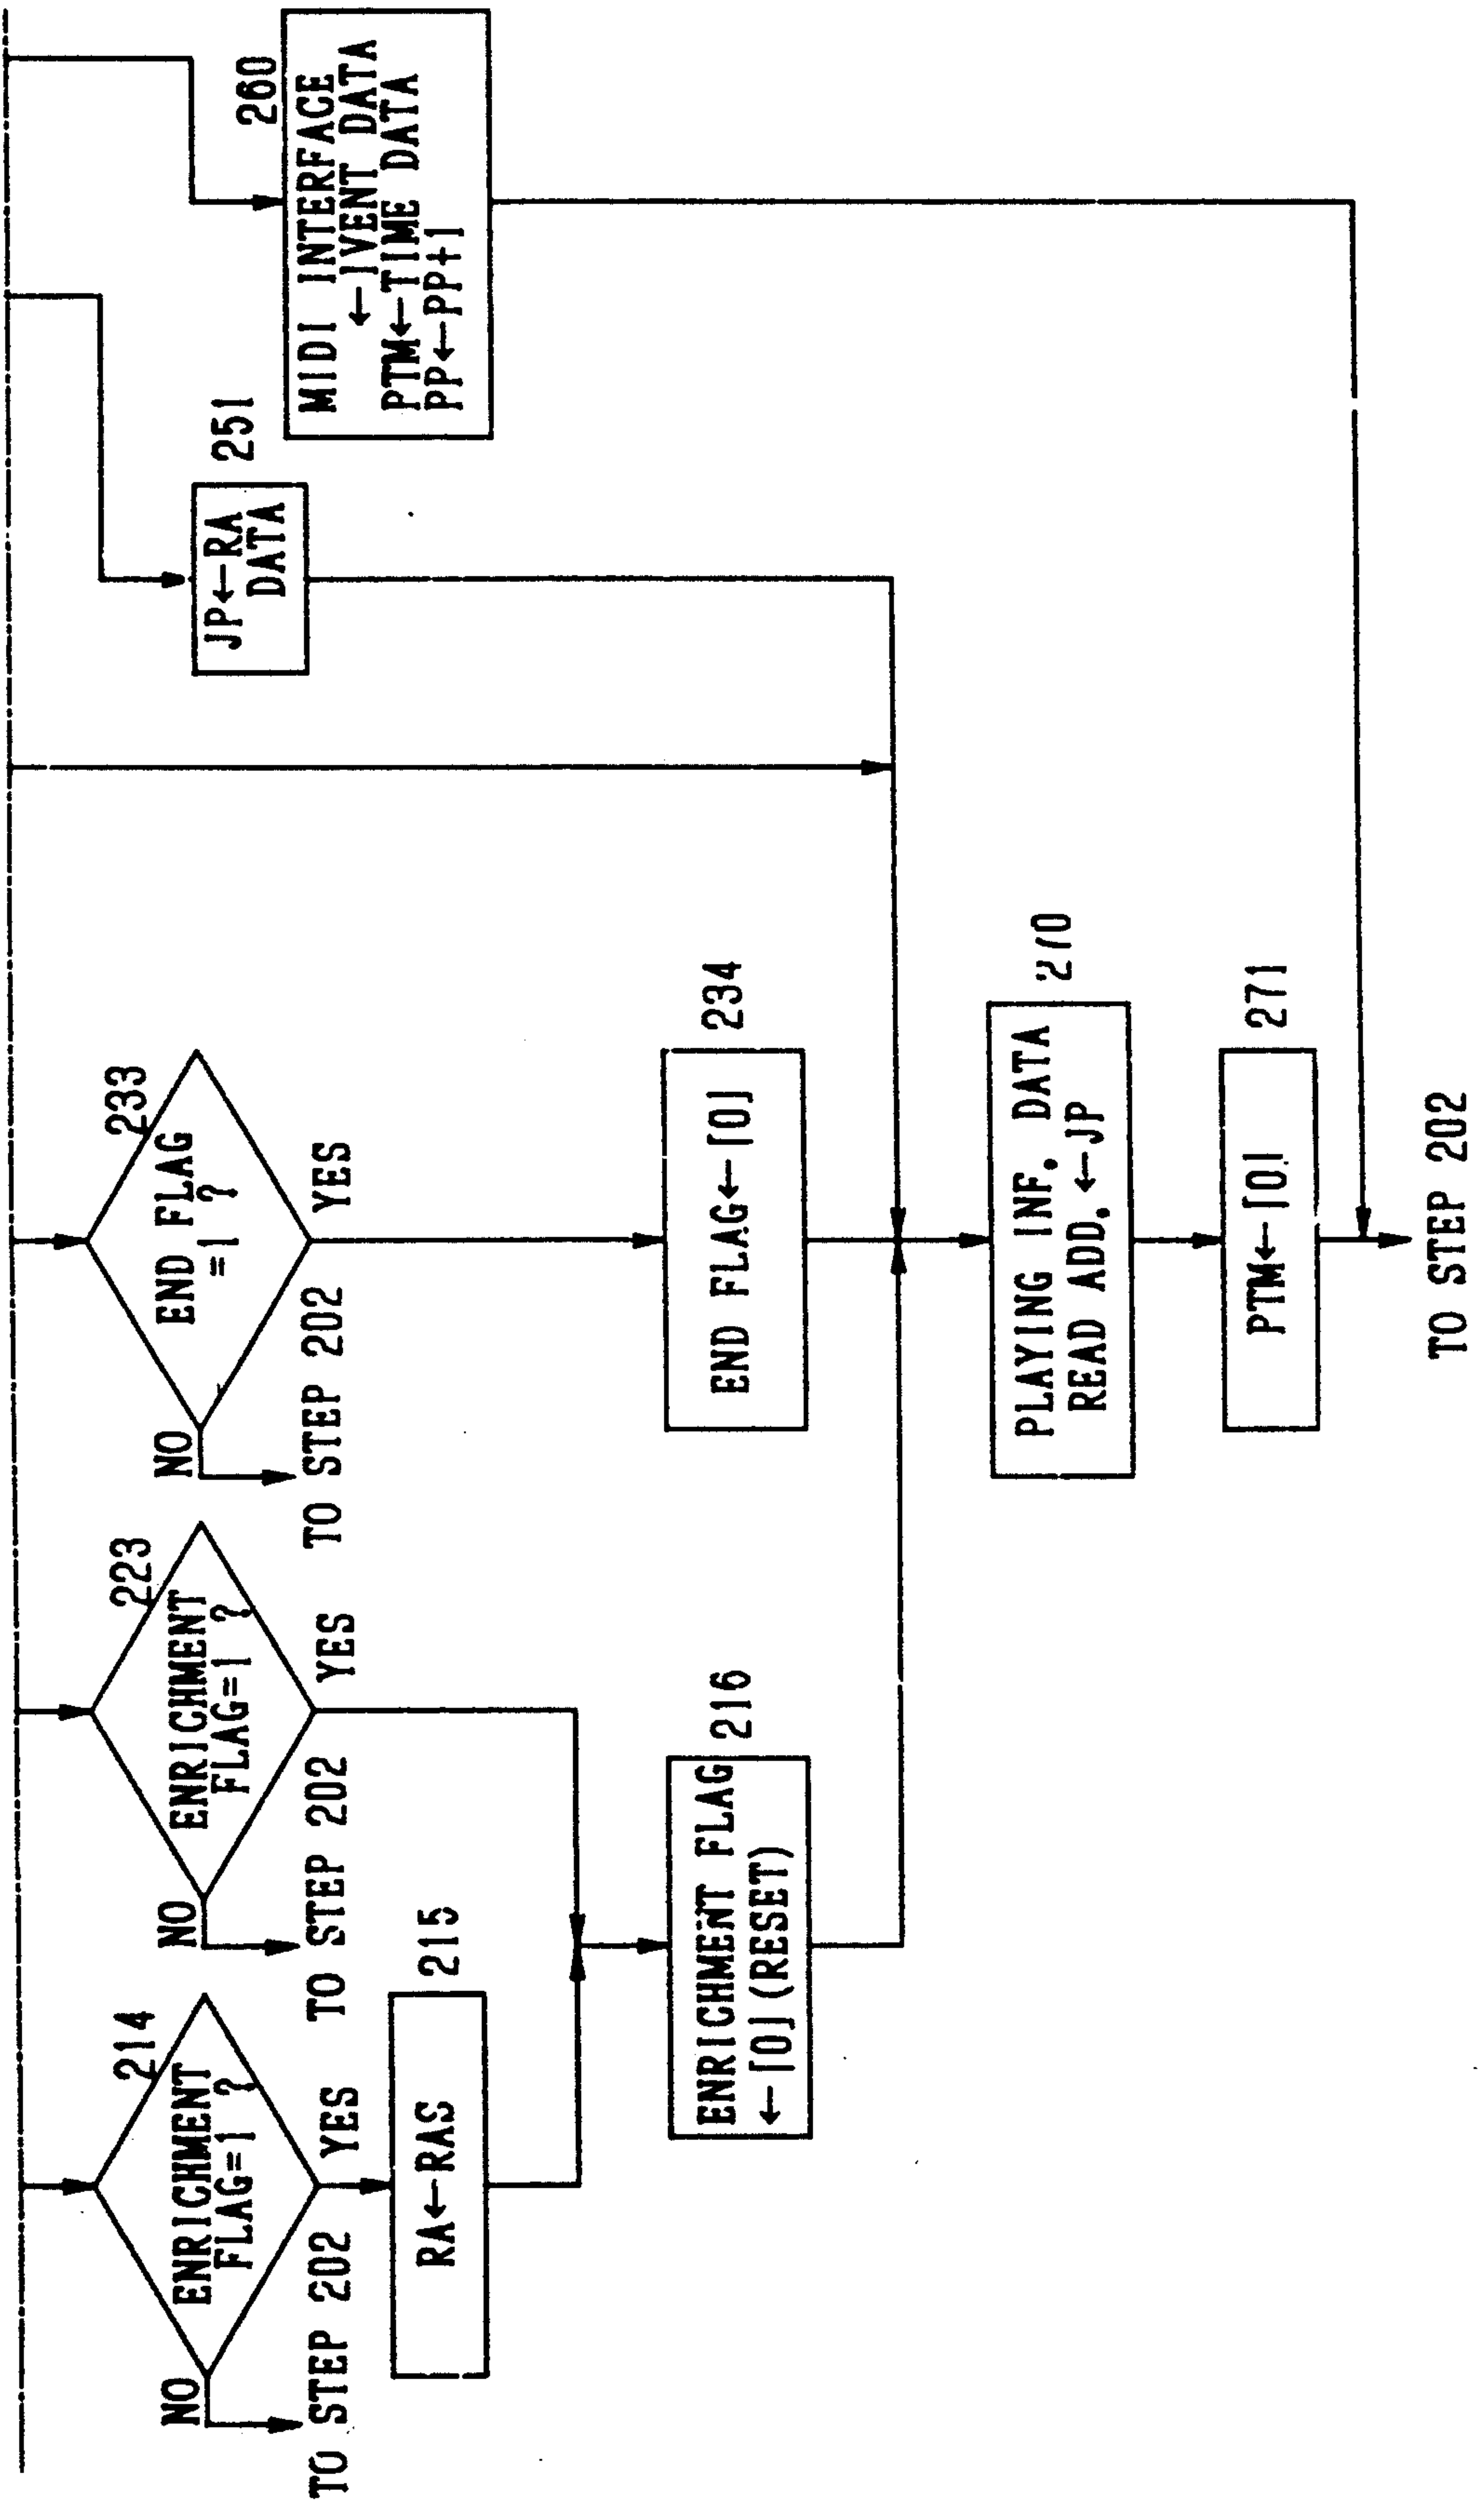 214
ENRICHMENT
FLAG=1 ?
NO
YES
TO STEP 202
215
RA←RAS
223
ENRICHMENT
FLAG=1 ?
NO
YES
TO STEP 202
216
ENRICHMENT FLAG
←[0](RESET)
233
END FLAG
=1 ?
NO
YES
TO STEP 202
234
END FLAG←[0]
251
JP←RA
DATA
260
MIDI INTERFACE
←IVENT DATA
PTM←TIME DATA
PP←PP+1
270
PLAYING INF. DATA
READ ADD.←JP
271
PTM←[0]
TO STEP 202